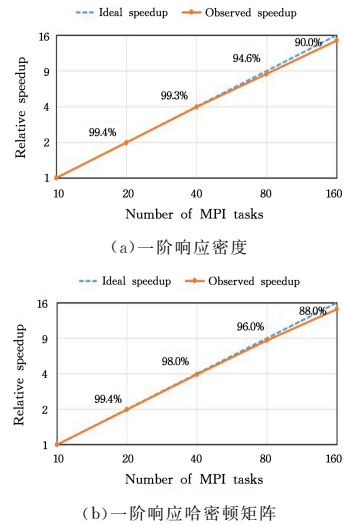 Ideal speedup Observed speedup
16
90.0%
94.6%
9
99.3%
4
99.4%
2
1
Relative speedup
10 20 40 80 160
Number of MPI tasks
(a)一阶响应密度
Ideal speedup Observed speedup
16
88.0%
96.0%
9
98.0%
4
99.4%
2
1
Relative speedup
10 20 40 80 160
Number of MPI tasks
(b)一阶响应哈密顿矩阵